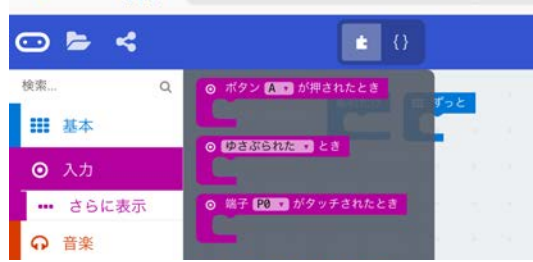 {}
検索...
ボタン A が押されたとき
ずっと
基本
ゆさぶられた とき
入力
さらに表示
端子 P0 がタッチされたとき
音楽